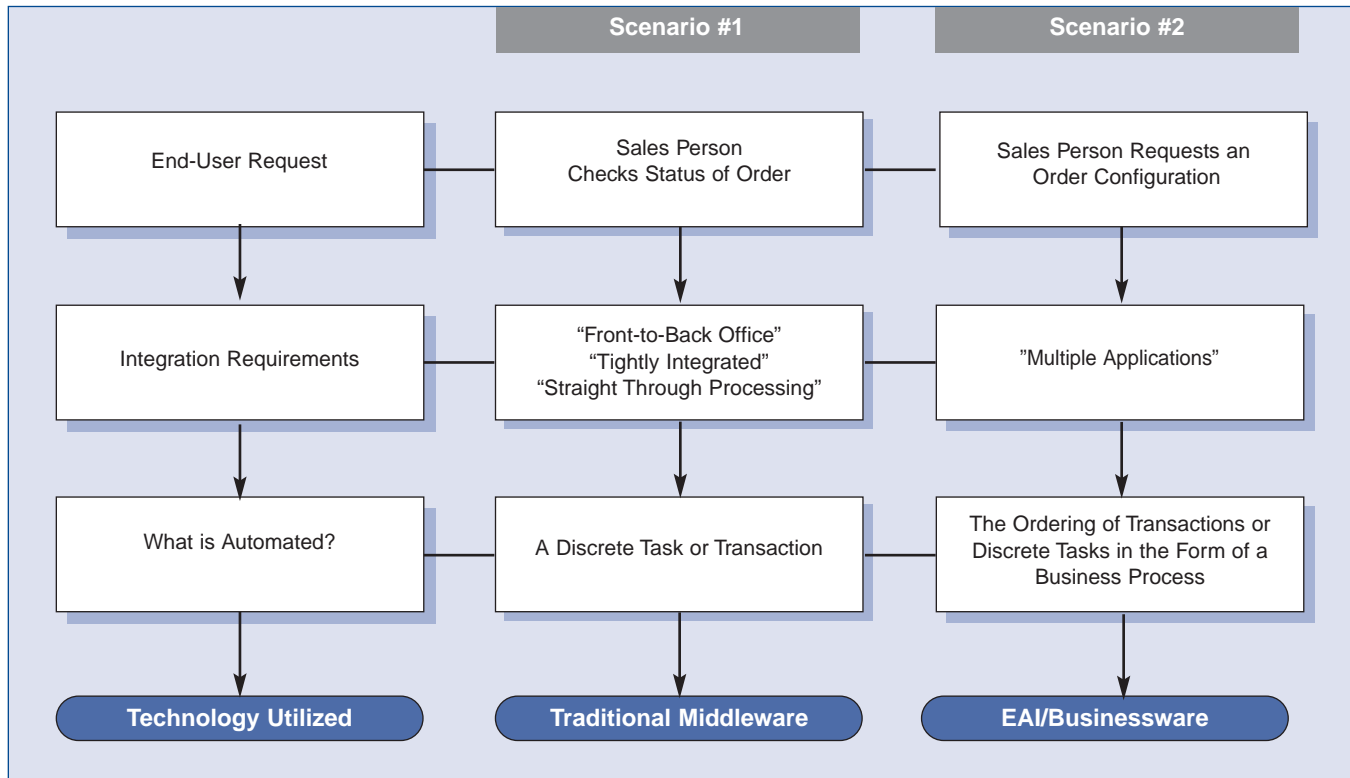 Scenario #1
Scenario #2
End-User Request
Sales Person
Checks Status of Order
Sales Person Requests an
Order Configuration
Integration Requirements
“Front-to-Back Office”
“Tightly Integrated”
“Straight Through Processing”
”Multiple Applications”
What is Automated?
A Discrete Task or Transaction
The Ordering of Transactions or
Discrete Tasks in the Form of a
Business Process
Technology Utilized
Traditional Middleware
EAI/Businessware